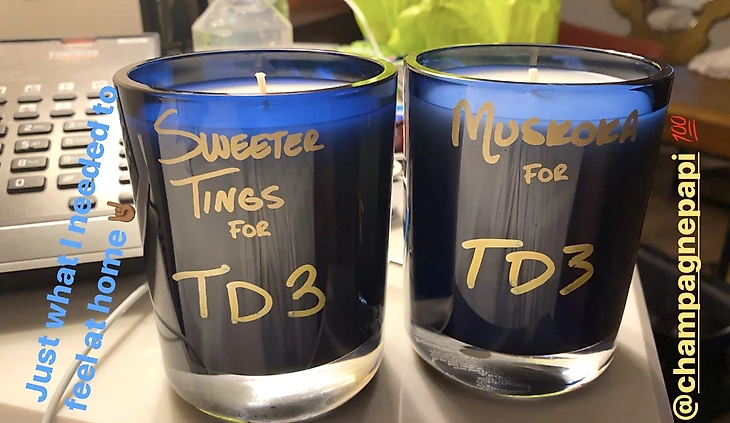 Just what I needed to
feel at home 🤘🏾
SWEETER
TINGS
FOR
TD3
MUSKOKA
FOR
TD3
@champagnepapi 💯